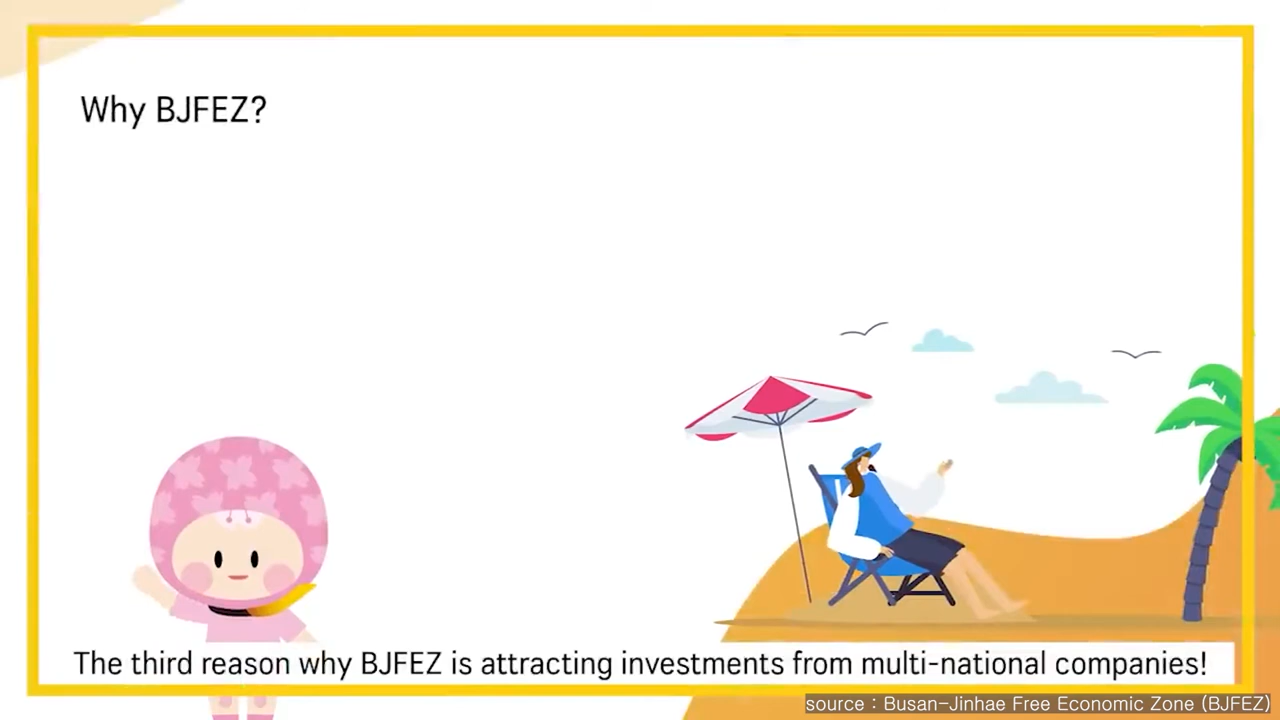 Why BJFEZ?
The third reason why BJFEZ is attracting investments from multi-national companies!
source : Busan-Jinhae Free Economic Zone (BJFEZ)